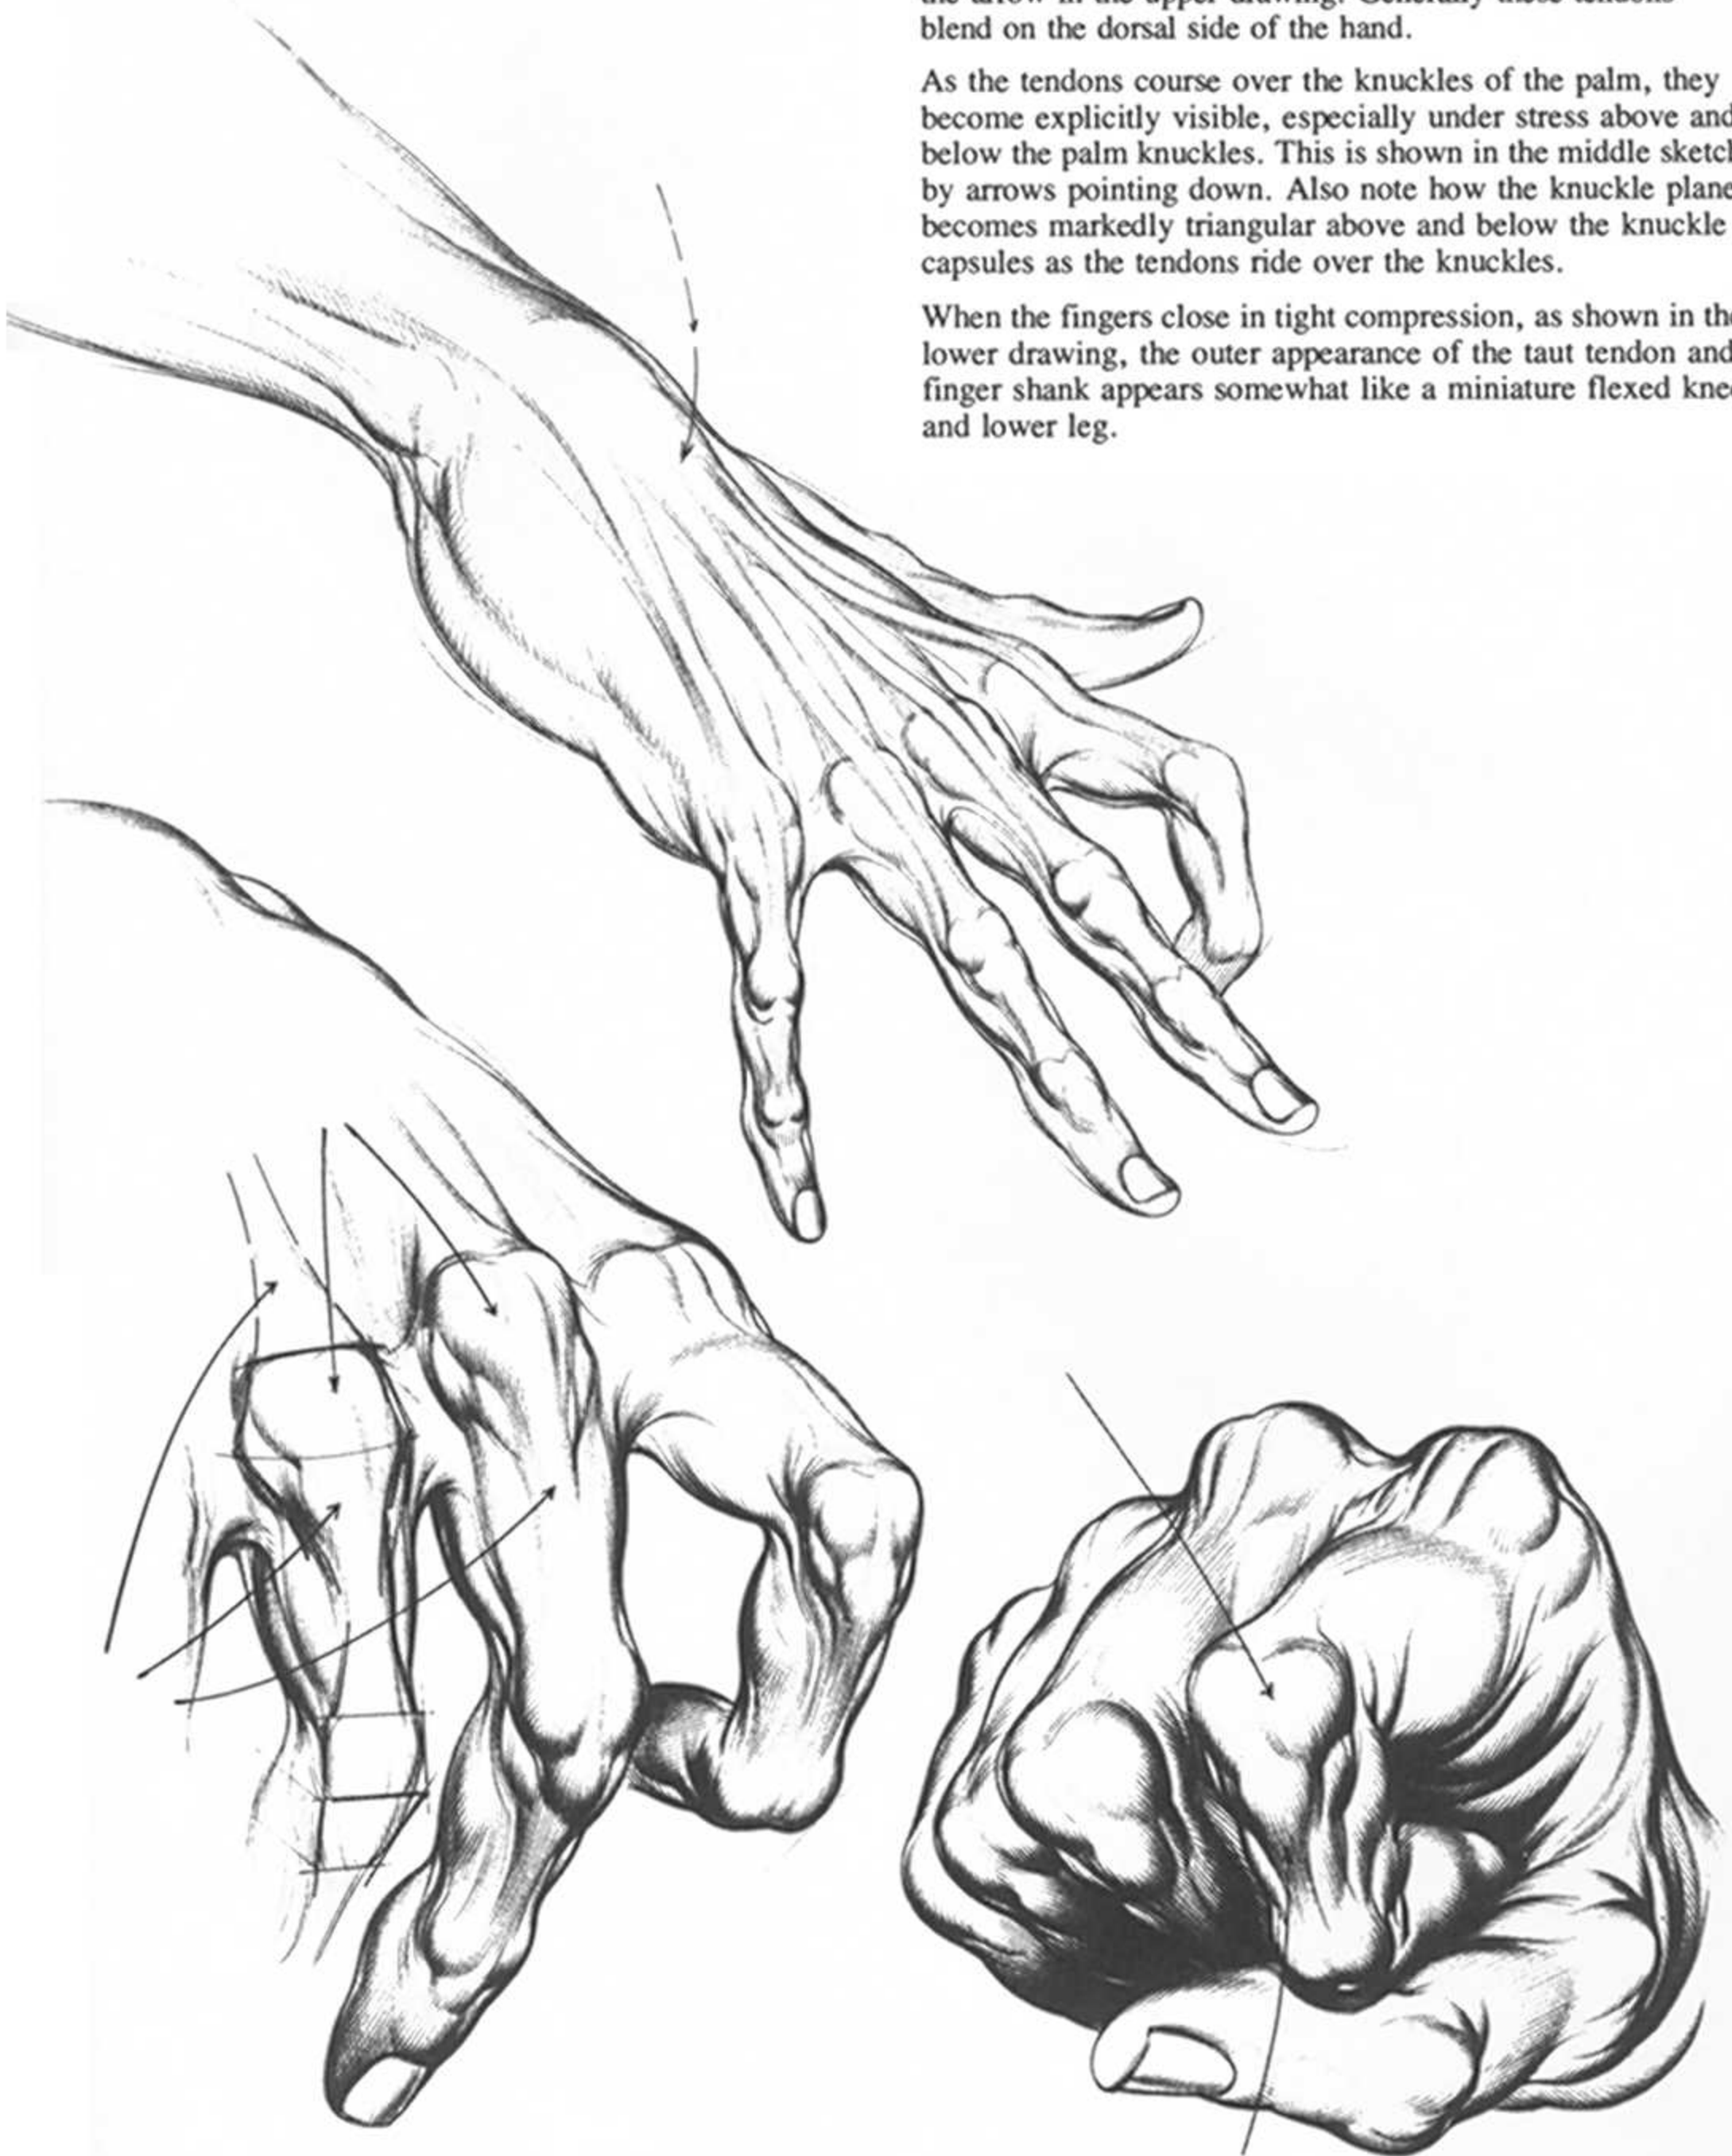 blend on the dorsal side of the hand.
As the tendons course over the knuckles of the palm, they
become explicitly visible, especially under stress above and
below the palm knuckles. This is shown in the middle
by arrows pointing down. Also note how the knuckle
becomes markedly triangular above and below the knuckle
capsules as the tendons ride over the knuckles.
When the fingers close in tight compression, as shown in
lower drawing, the outer appearance of the taut tendon and
finger shank appears somewhat like a miniature flexed
and lower leg.